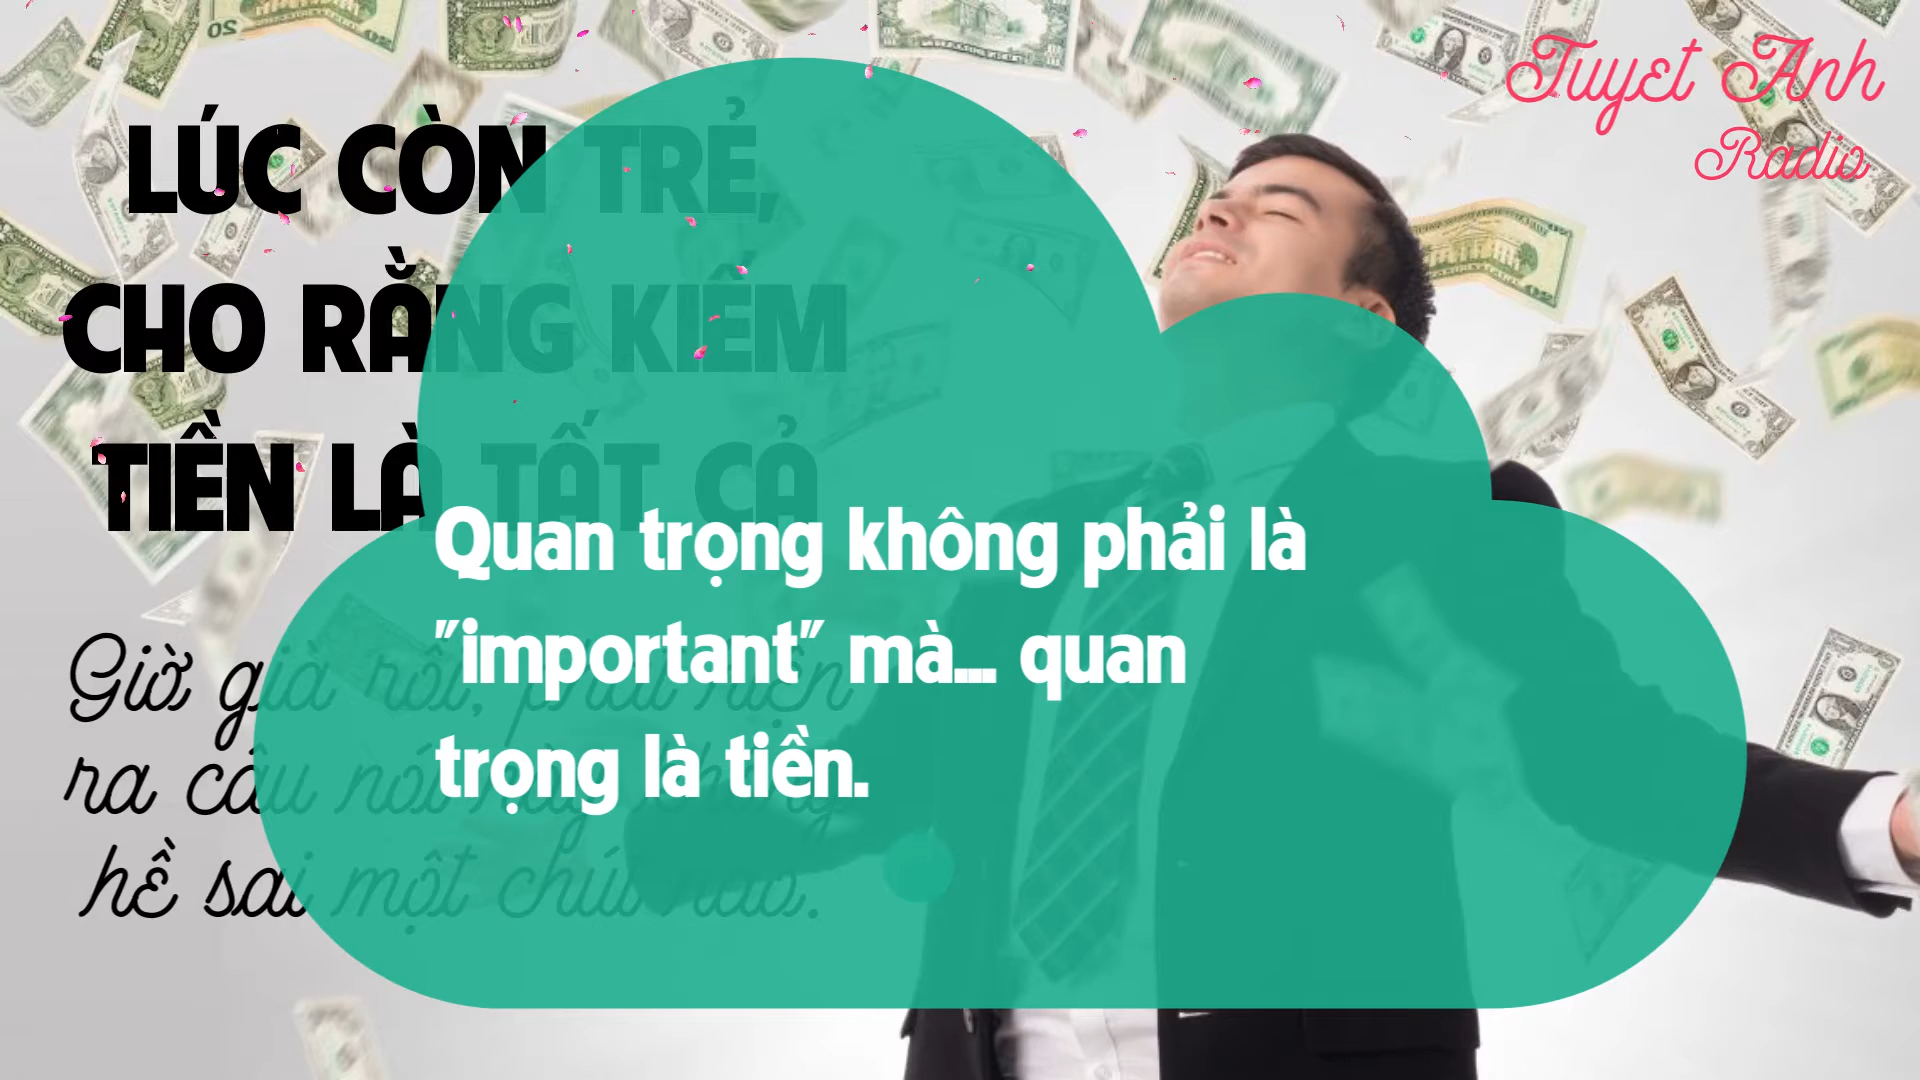 Tuyet Anh
Radio
LÚC CÒN TRẺ,
CHO RẰNG KIẾM
TIỀN LÀ TẤT CẢ
Quan trọng không phải là
"important" mà... quan
trọng là tiền.
Giờ già rồi, phát hiện
ra câu nói này không
hề sai một chút nào.